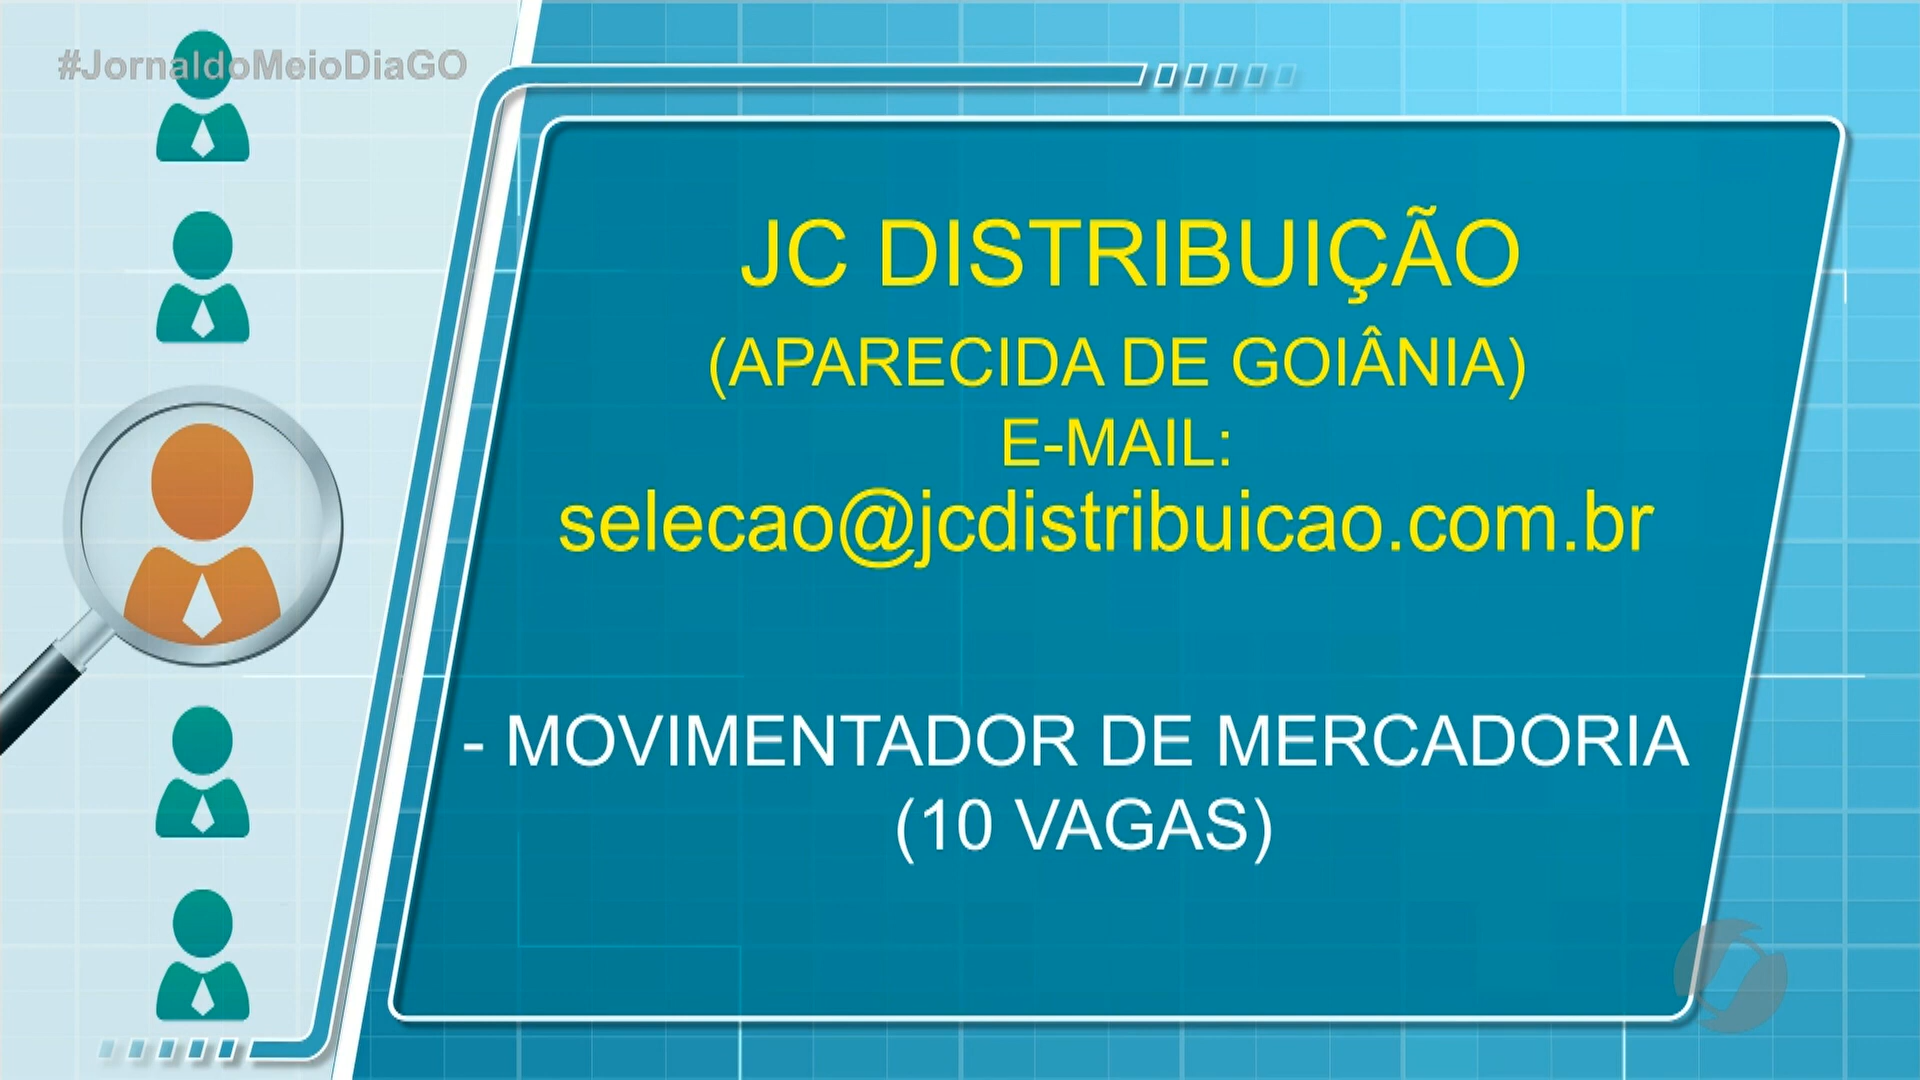 #JornaldoMeioDiaGO
JC DISTRIBUIÇÃO
(APARECIDA DE GOIÂNIA)
E-MAIL:
selecao@jcdistribuicao.com.br
- MOVIMENTADOR DE MERCADORIA
(10 VAGAS)